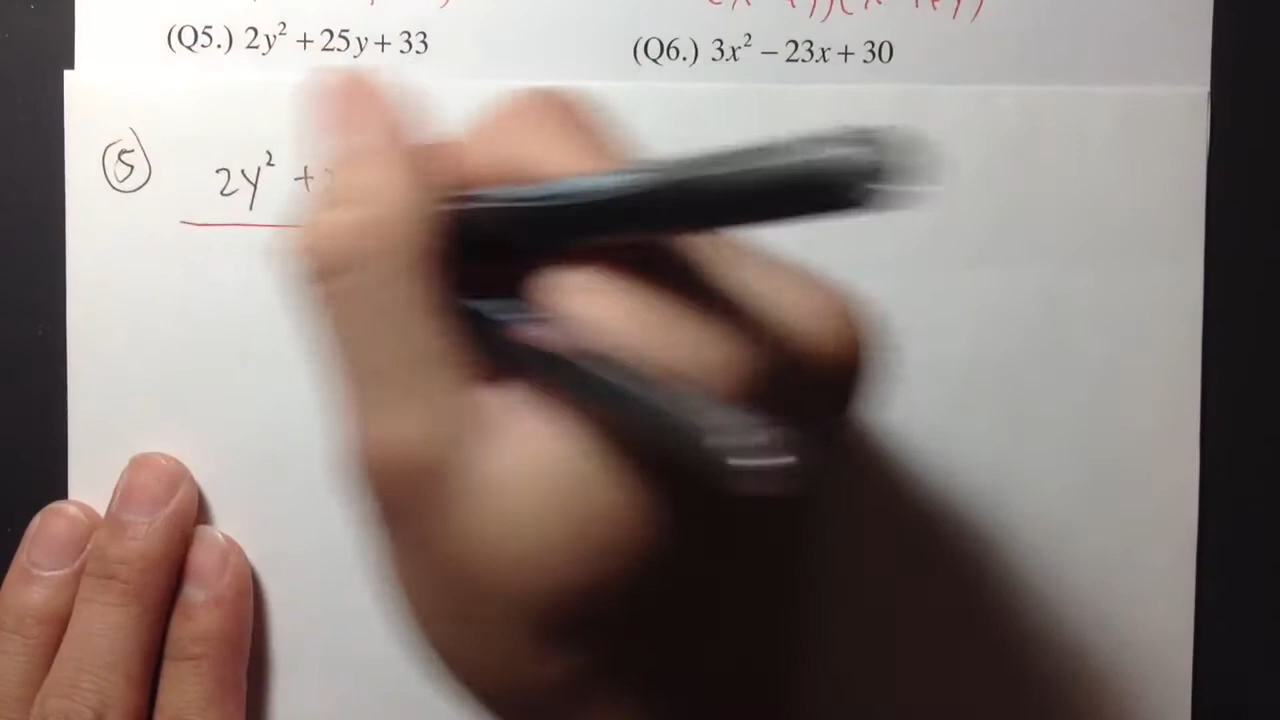 (Q5.) 2y² + 25y + 33
(Q6.) 3x² − 23x + 30
5
2y² +